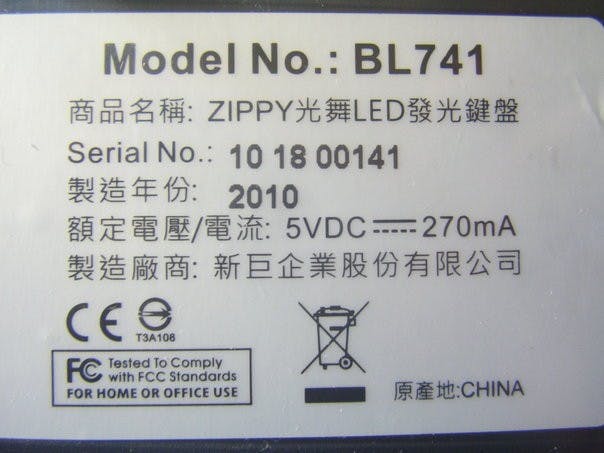 Model No.: BL741
商品名稱: ZIPPY光舞LED發光鍵盤
Serial No.: 10 18 00141
製造年份: 2010
額定電壓/電流: 5VDC 270mA
製造廠商: 新巨企業股份有限公司
CE
T3A106
FC Tested To Comply
with FCC Standards
FOR HOME OR OFFICE USE
原產地:CHINA